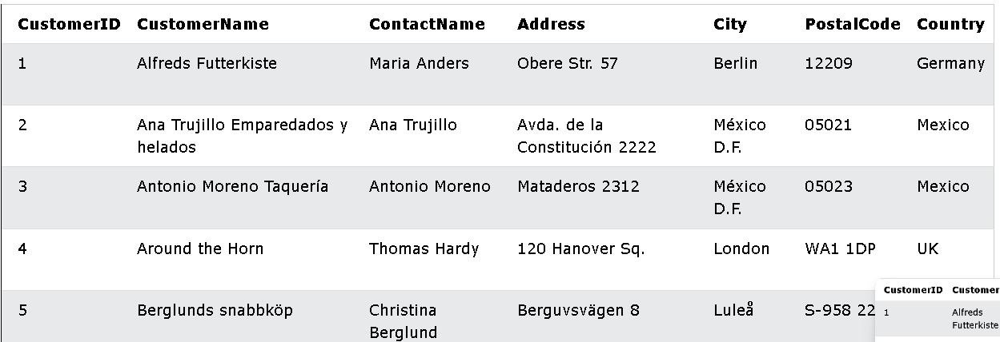 CustomerID CustomerName ContactName Address City PostalCode Country
1 Alfreds Futterkiste Maria Anders Obere Str. 57 Berlin 12209 Germany
2 Ana Trujillo Emparedados y Ana Trujillo Avda. de la México 05021 Mexico
helados Constitución 2222 D.F.
3 Antonio Moreno Taquería Antonio Moreno Mataderos 2312 México 05023 Mexico
D.F.
4 Around the Horn Thomas Hardy 120 Hanover Sq. London WA1 1DP UK
5 Berglunds snabbköp Christina Berguvsvägen 8 Luleå S-958 22
Berglund
CustomerID Customer
1 Alfreds
Futterkiste